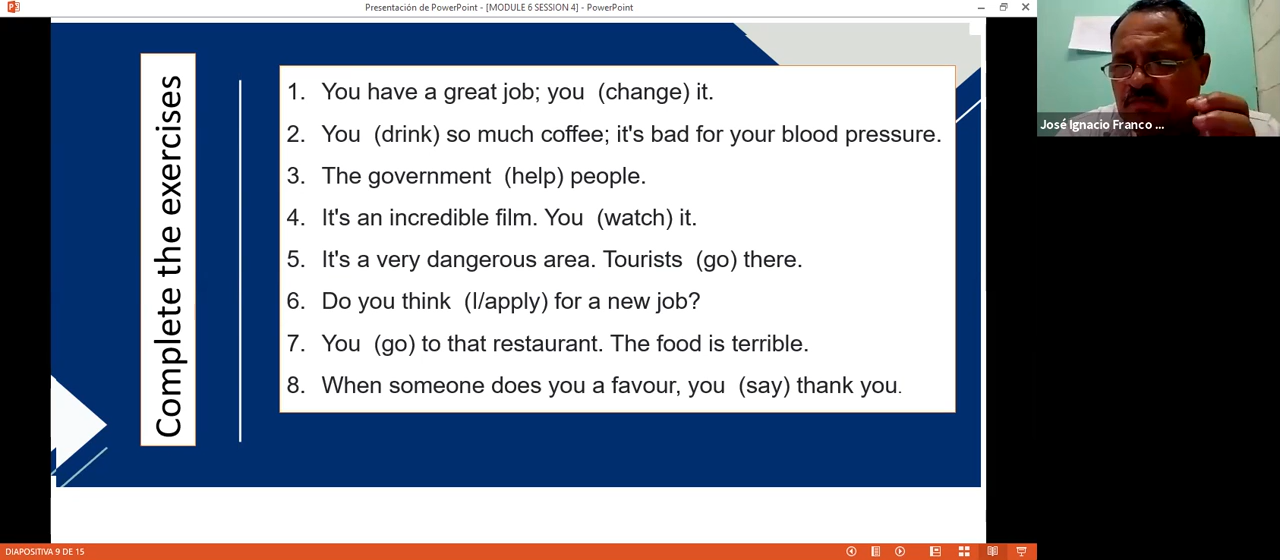 Presentación de PowerPoint - [MODULE 6 SESSION 4] - PowerPoint
Complete the exercises
1. You have a great job; you (change) it.
2. You (drink) so much coffee; it's bad for your blood pressure.
3. The government (help) people.
4. It's an incredible film. You (watch) it.
5. It's a very dangerous area. Tourists (go) there.
6. Do you think (I/apply) for a new job?
7. You (go) to that restaurant. The food is terrible.
8. When someone does you a favour, you (say) thank you.
José Ignacio Franco ...
DIAPOSITIVA 9 DE 15